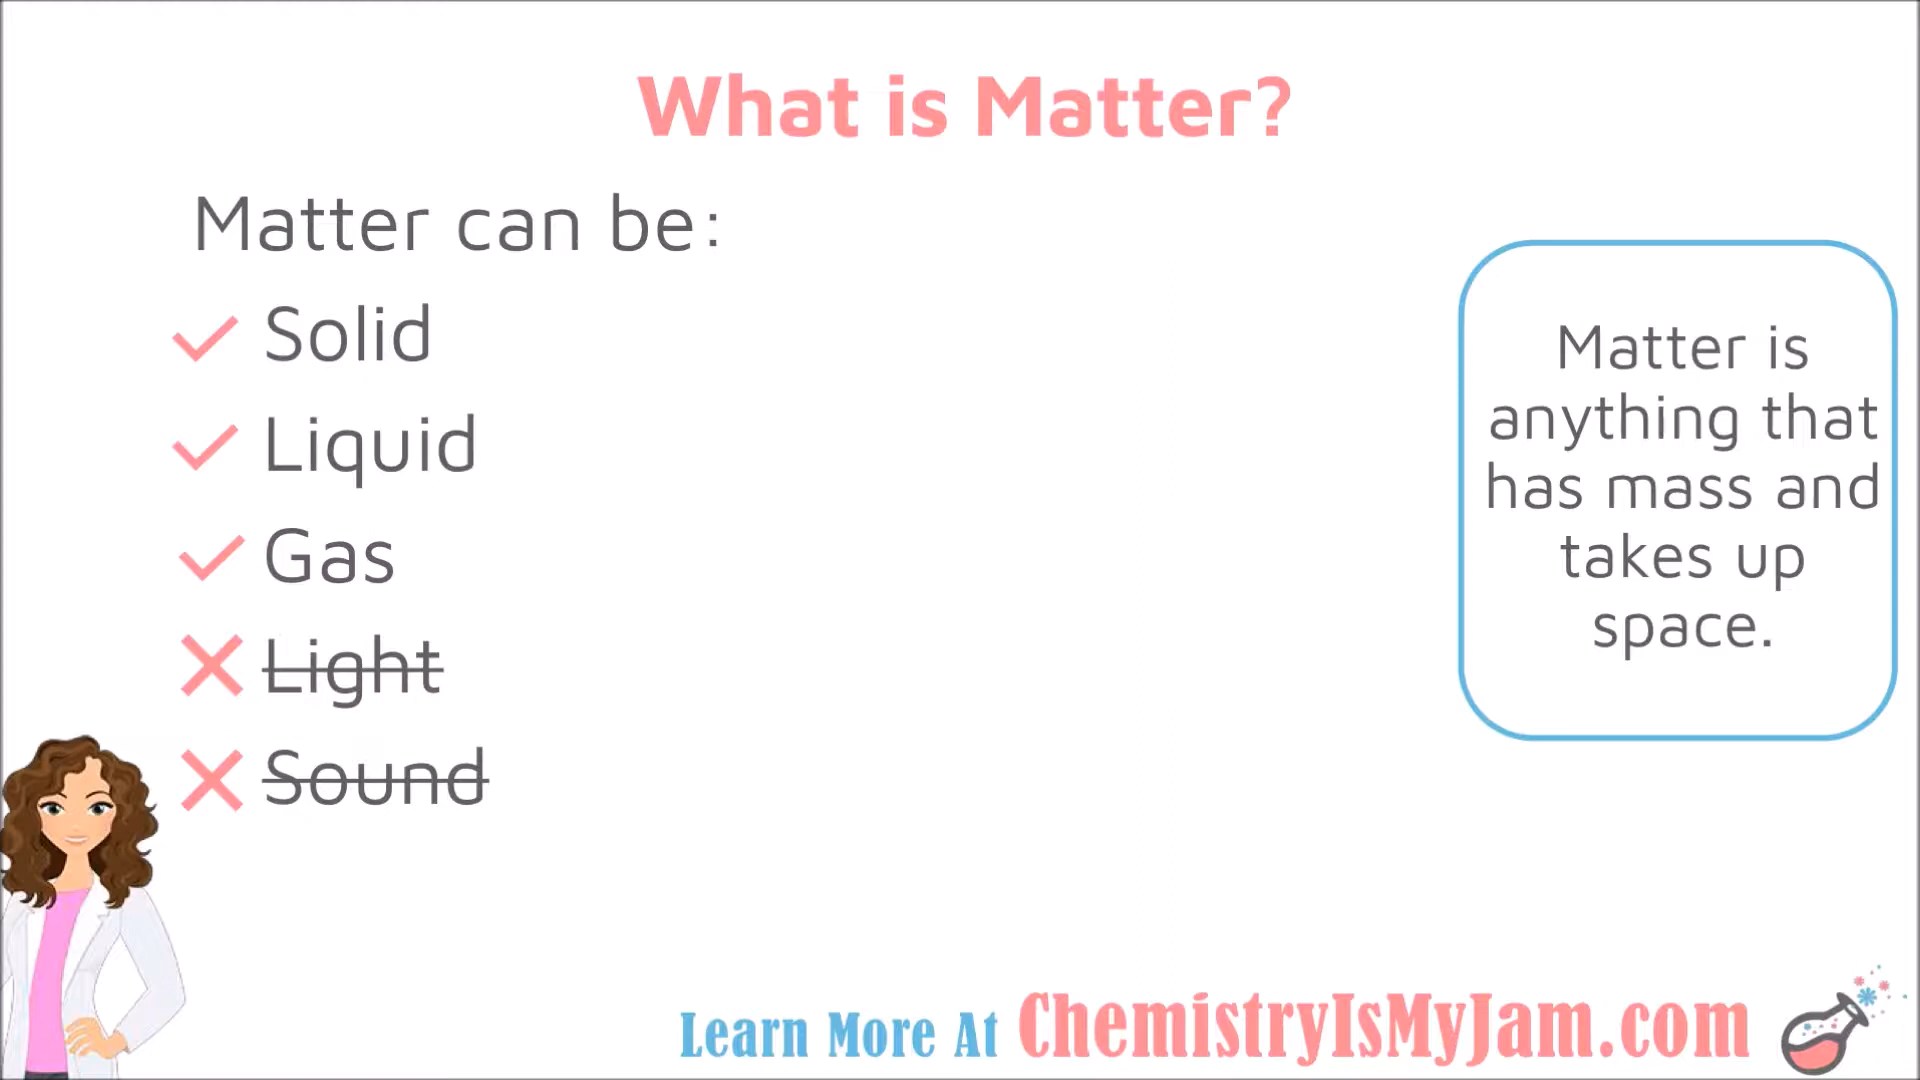 What is Matter?
Matter can be:
Solid
Liquid
Gas
Light
Sound
Matter is
anything that
has mass and
takes up
space.
Learn More At ChemistryIsMyJam.com